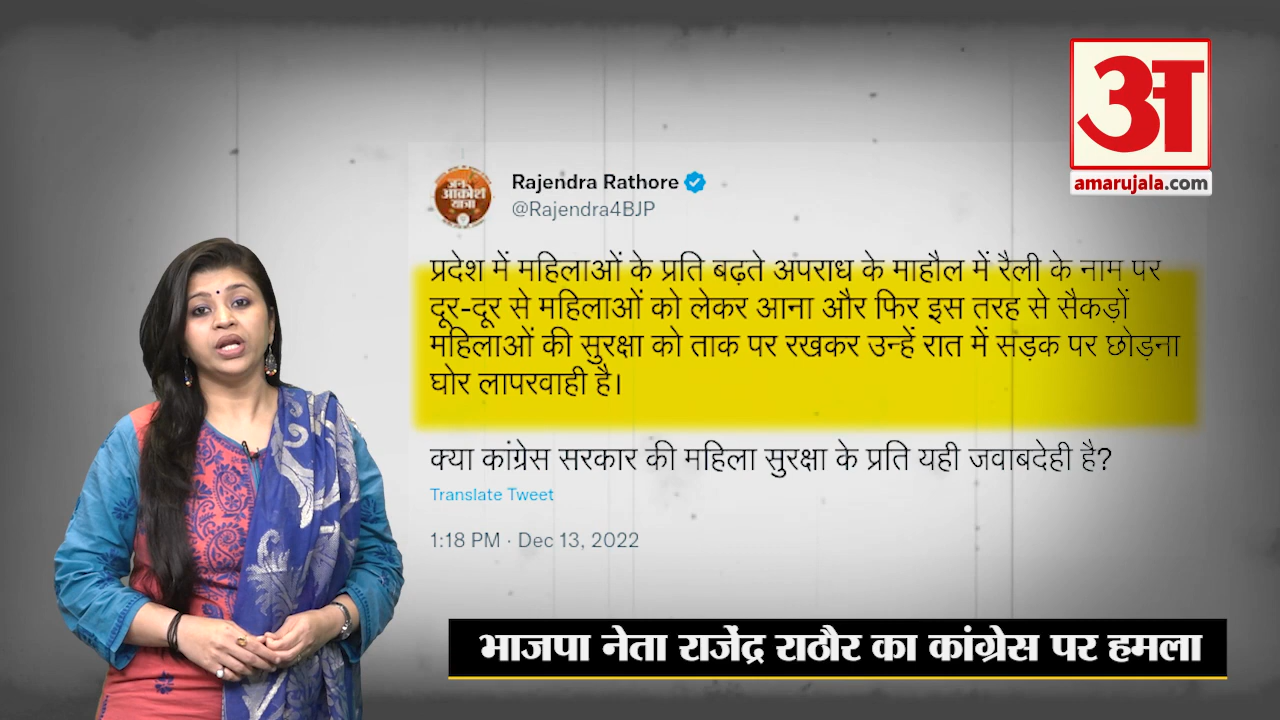 अ
amarujala.com
जन
आक्रोश
यात्रा
Rajendra Rathore
@Rajendra4BJP
प्रदेश में महिलाओं के प्रति बढ़ते अपराध के माहौल में रैली के नाम पर
दूर-दूर से महिलाओं को लेकर आना और फिर इस तरह से सैकड़ों
महिलाओं की सुरक्षा को ताक पर रखकर उन्हें रात में सड़क पर छोड़ना
घोर लापरवाही है।
क्या कांग्रेस सरकार की महिला सुरक्षा के प्रति यही जवाबदेही है?
Translate Tweet
1:18 PM · Dec 13, 2022
भाजपा नेता राजेंद्र राठौर का कांग्रेस पर हमला